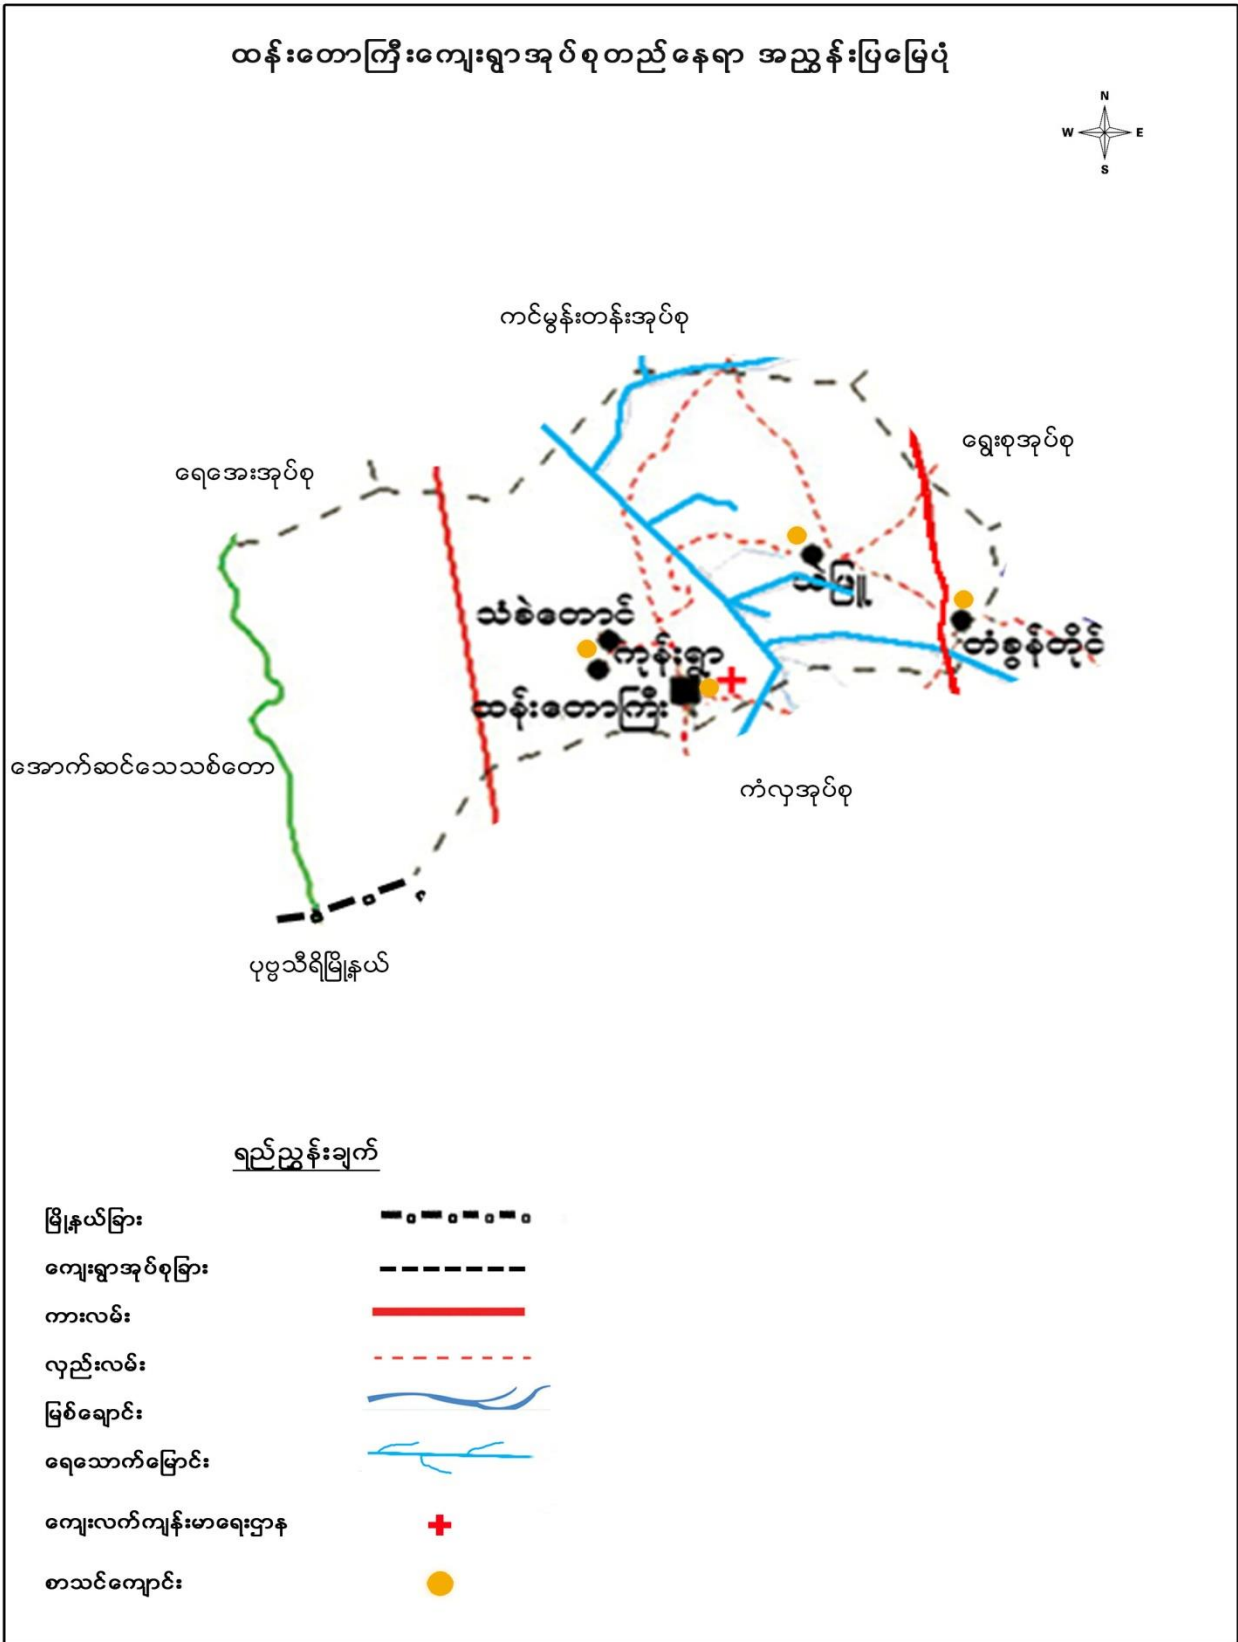 ထန်းတောကြီးကျေးရွာအုပ်စုတည်နေရာ အညွှန်းပြမြေပုံ
N
W E
S
ကင်မွန်းတန်းအုပ်စု
ရွေးစုအုပ်စု
ရေအေးအုပ်စု
သဲဖြူ
သံစဲတောင်
တံစွန်တိုင်
ကုန်းရွာ
ထန်းတောကြီး
အောက်ဆင်သေသစ်တော
ကံလှအုပ်စု
ပုဗ္ဗသီရိမြို့နယ်
ရည်ညွှန်းချက်
မြို့နယ်ခြား
ကျေးရွာအုပ်စုခြား
ကားလမ်း
လှည်းလမ်း
မြစ်ချောင်း
ရေသောက်မြောင်း
ကျေးလက်ကျန်းမာရေးဌာန
စာသင်ကျောင်း